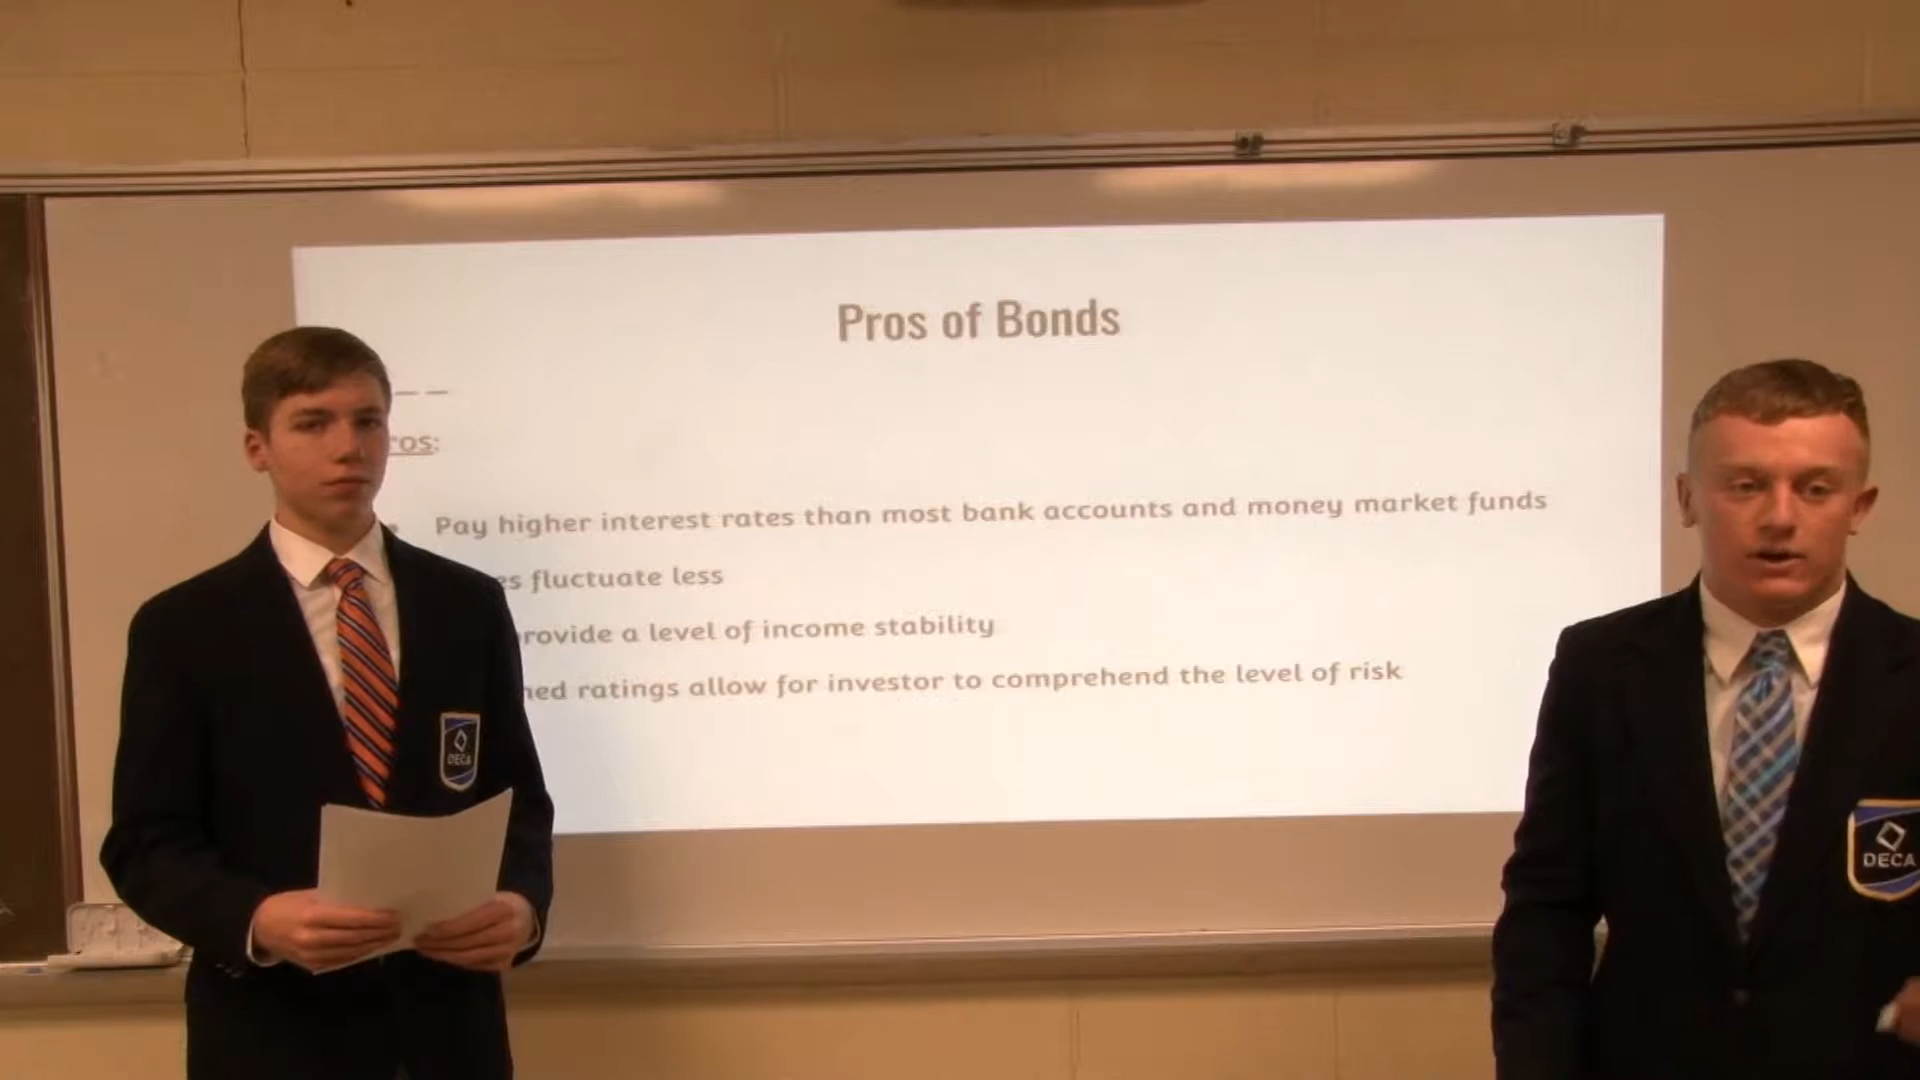 Pros of Bonds
ros:
Pay higher interest rates than most bank accounts and money market funds
es fluctuate less
provide a level of income stability
ned ratings allow for investor to comprehend the level of risk
DECA
DECA